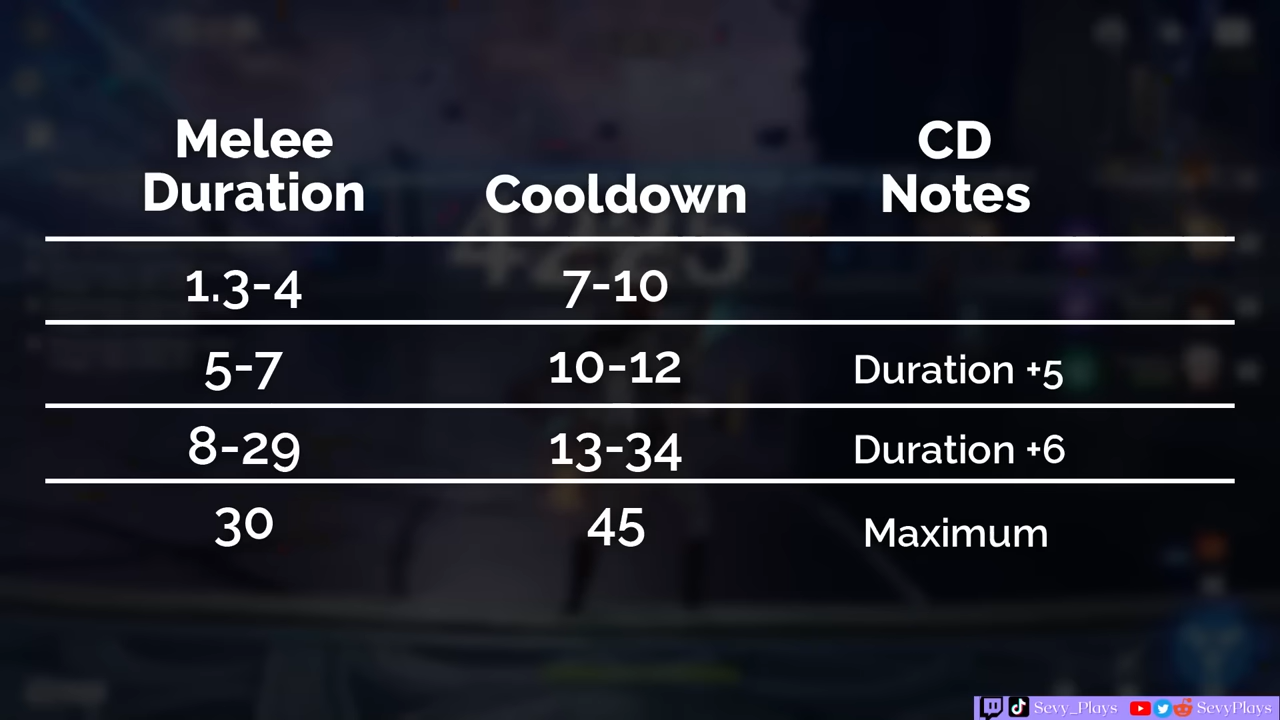 Melee
Duration
Cooldown
CD
Notes
1.3-4
7-10
5-7
10-12
Duration +5
8-29
13-34
Duration +6
30
45
Maximum
4225
Sevy_Plays
SevyPlays